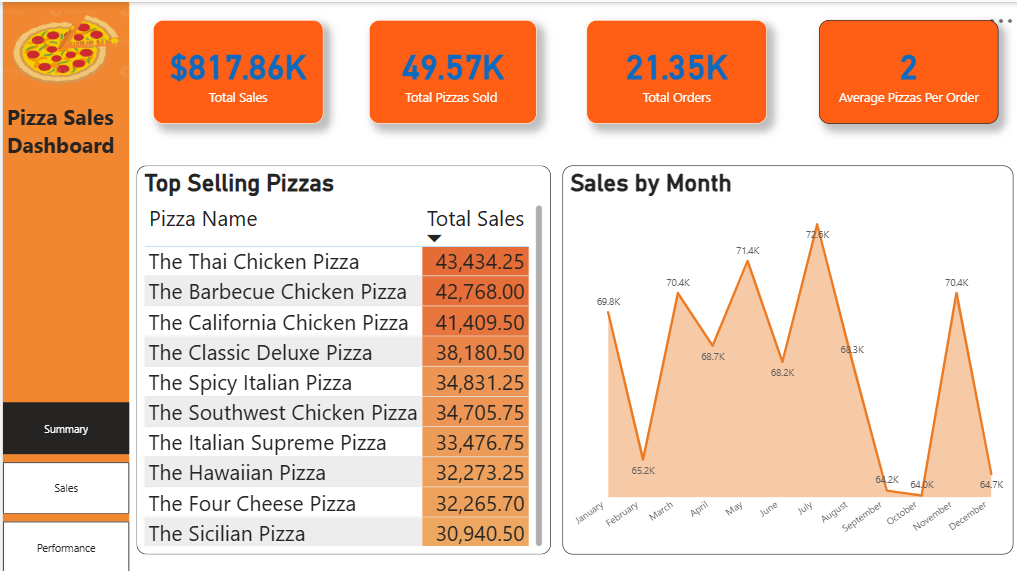 Pizza Sales
Dashboard
Summary
Sales
Performance
$817.86K
Total Sales
49.57K
Total Pizzas Sold
21.35K
Total Orders
2
Average Pizzas Per Order
Top Selling Pizzas
Pizza Name Total Sales
The Thai Chicken Pizza 43,434.25
The Barbecue Chicken Pizza 42,768.00
The California Chicken Pizza 41,409.50
The Classic Deluxe Pizza 38,180.50
The Spicy Italian Pizza 34,831.25
The Southwest Chicken Pizza 34,705.75
The Italian Supreme Pizza 33,476.75
The Hawaiian Pizza 32,273.25
The Four Cheese Pizza 32,265.70
The Sicilian Pizza 30,940.50
Sales by Month
69.8K
65.2K
70.4K
68.7K
71.4K
68.2K
72.6K
68.3K
64.2K
64.0K
70.4K
64.7K
January
February
March
April
May
June
July
August
September
October
November
December